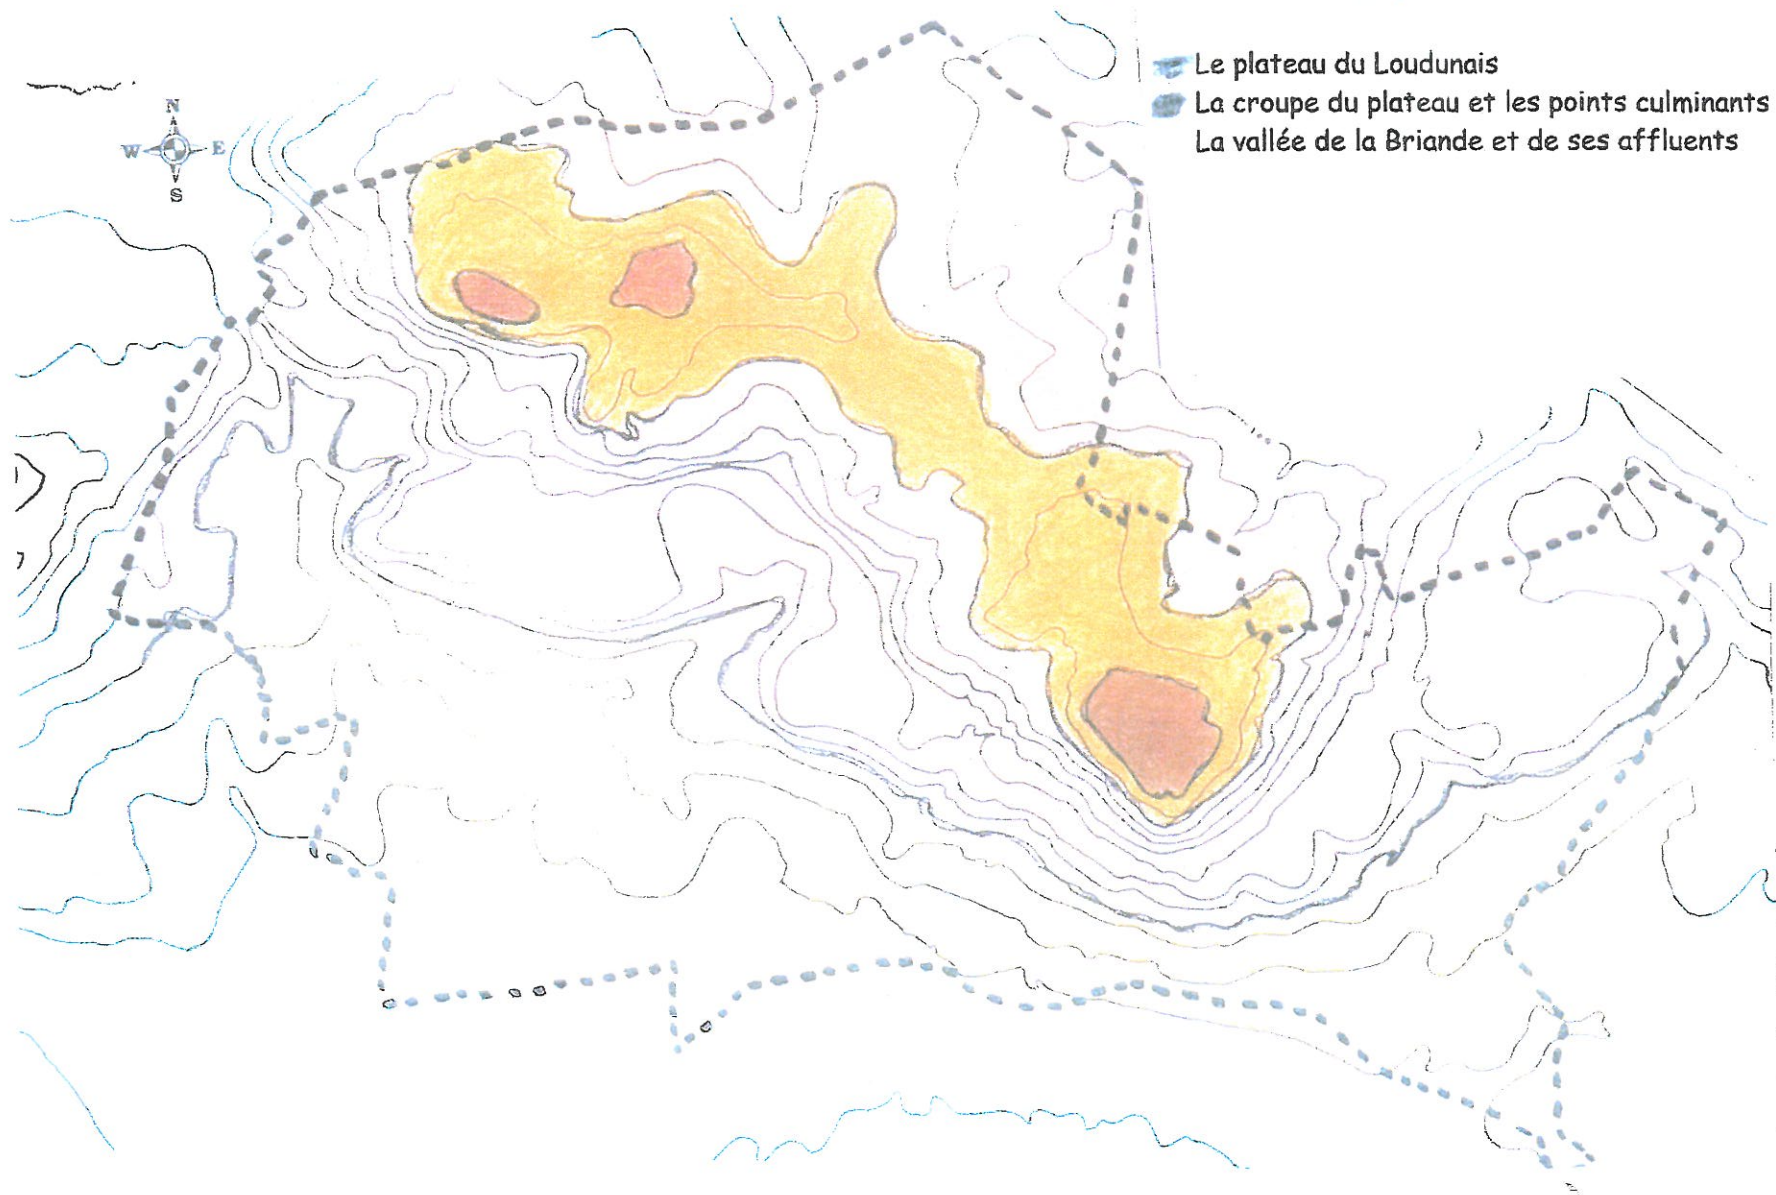 Le plateau du Loudunais
La croupe du plateau et les points culminants
La vallée de la Briande et de ses affluents
N
W E
S